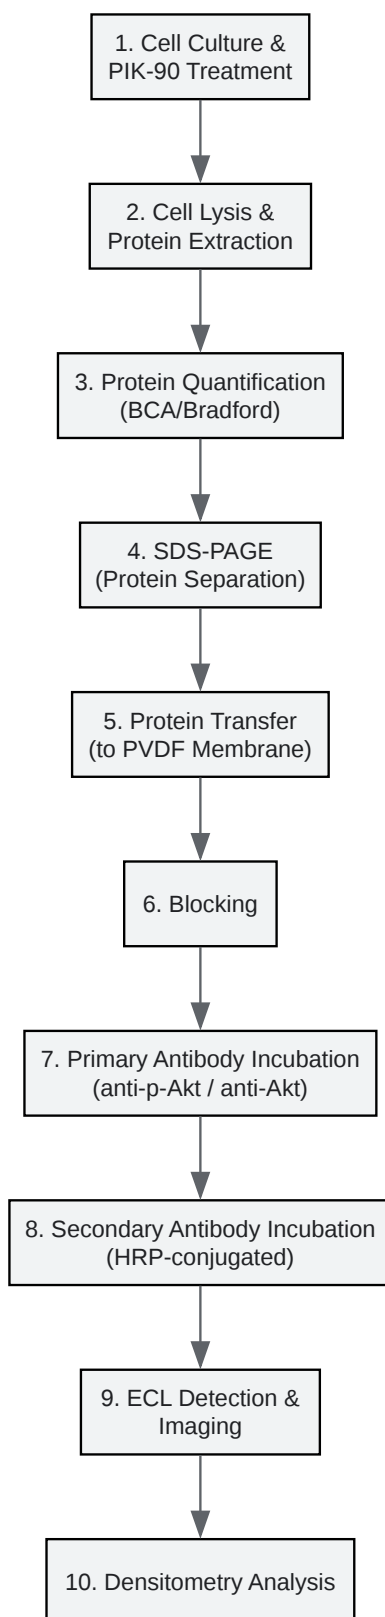 1. Cell Culture &
PIK-90 Treatment
2. Cell Lysis &
Protein Extraction
3. Protein Quantification
(BCA/Bradford)
4. SDS-PAGE
(Protein Separation)
5. Protein Transfer
(to PVDF Membrane)
6. Blocking
7. Primary Antibody Incubation
(anti-p-Akt / anti-Akt)
8. Secondary Antibody Incubation
(HRP-conjugated)
9. ECL Detection &
Imaging
10. Densitometry Analysis